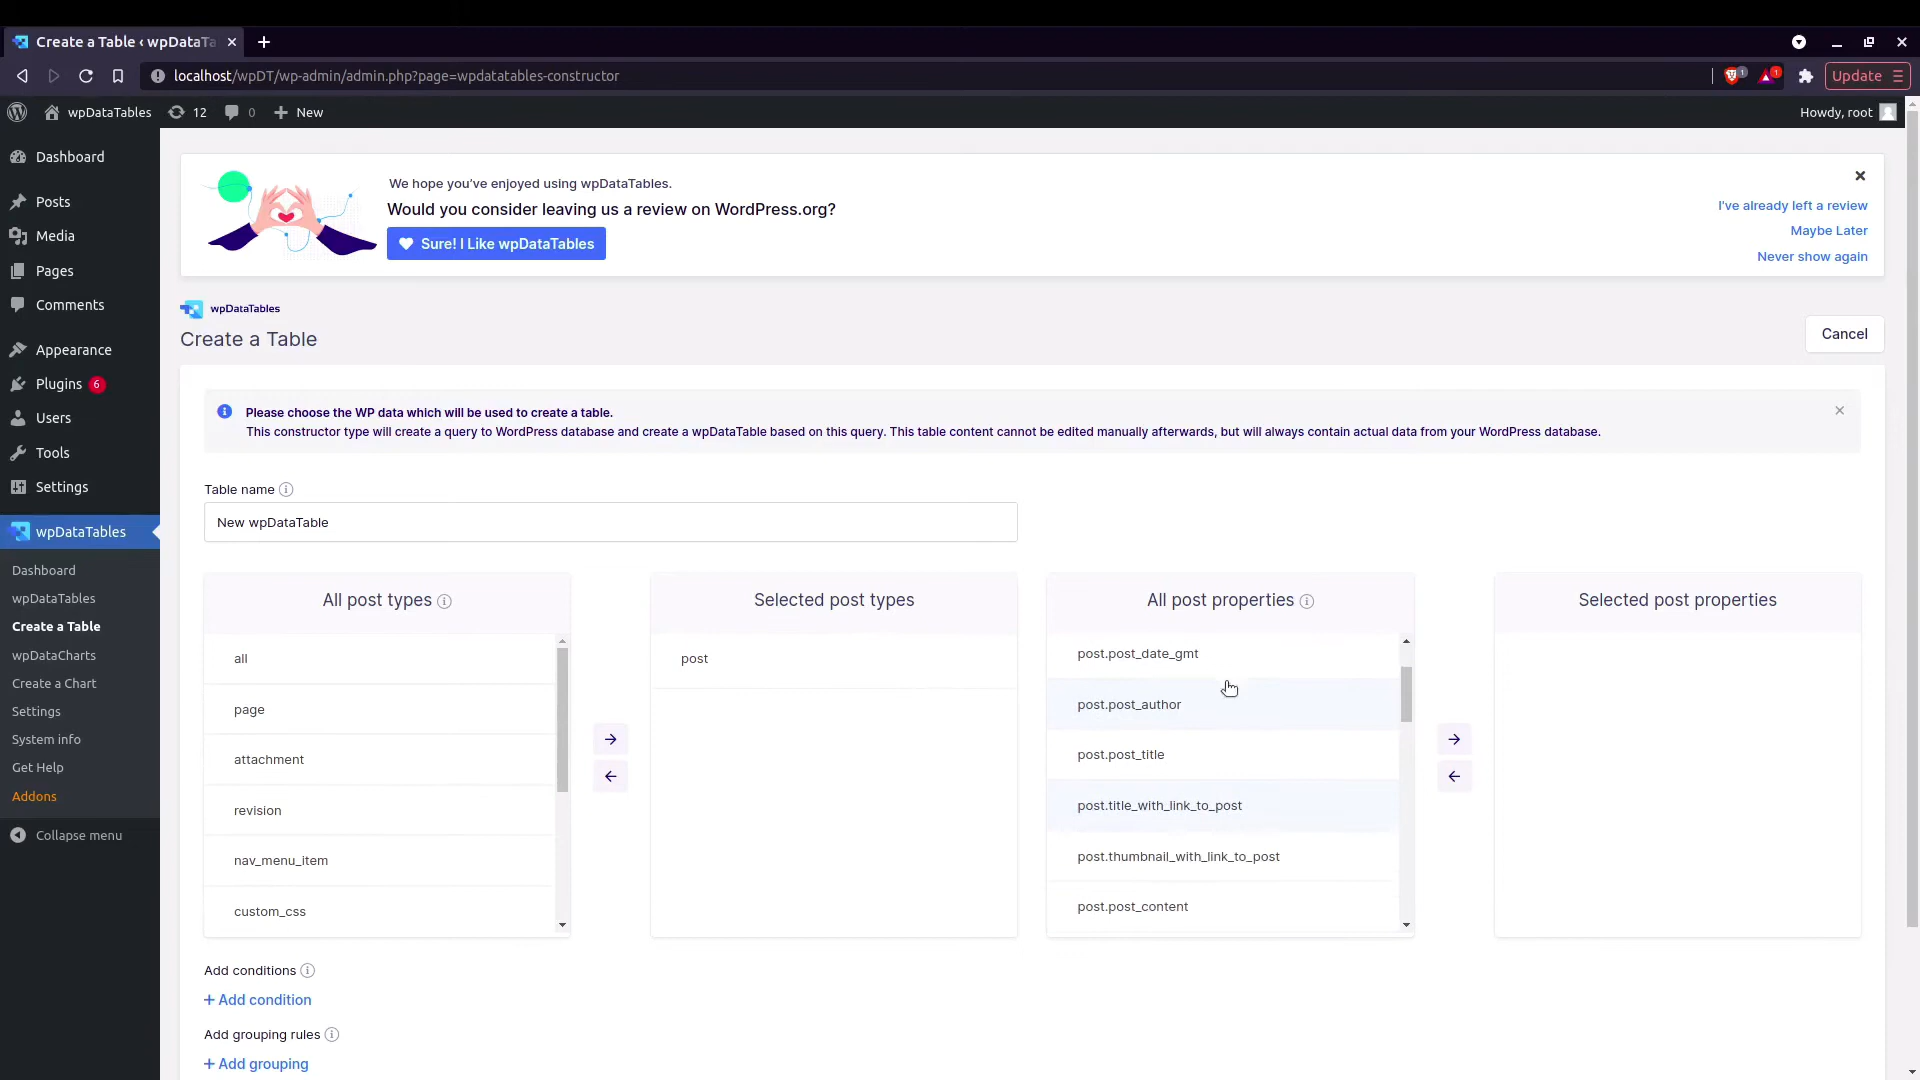 Create a Table ‹ wpDataTa
localhost/wpDT/wp-admin/admin.php?page=wpdatatables-constructor
1
1
Update
wpDataTables
12
0
New
Howdy, root
Dashboard
Posts
Media
Pages
Comments
Appearance
Plugins 6
Users
Tools
Settings
wpDataTables
Dashboard
wpDataTables
Create a Table
wpDataCharts
Create a Chart
Settings
System info
Get Help
Addons
Collapse menu
We hope you've enjoyed using wpDataTables.
Would you consider leaving us a review on WordPress.org?
Sure! I Like wpDataTables
I've already left a review
Maybe Later
Never show again
wpDataTables
Create a Table
Cancel
Please choose the WP data which will be used to create a table.
This constructor type will create a query to WordPress database and create a wpDataTable based on this query. This table content cannot be edited manually afterwards, but will always contain actual data from your WordPress database.
Table name
New wpDataTable
All post types
all
page
attachment
revision
nav_menu_item
custom_css
Selected post types
post
All post properties
post.post_date_gmt
post.post_author
post.post_title
post.title_with_link_to_post
post.thumbnail_with_link_to_post
post.post_content
Selected post properties
Add conditions
+ Add condition
Add grouping rules
+ Add grouping